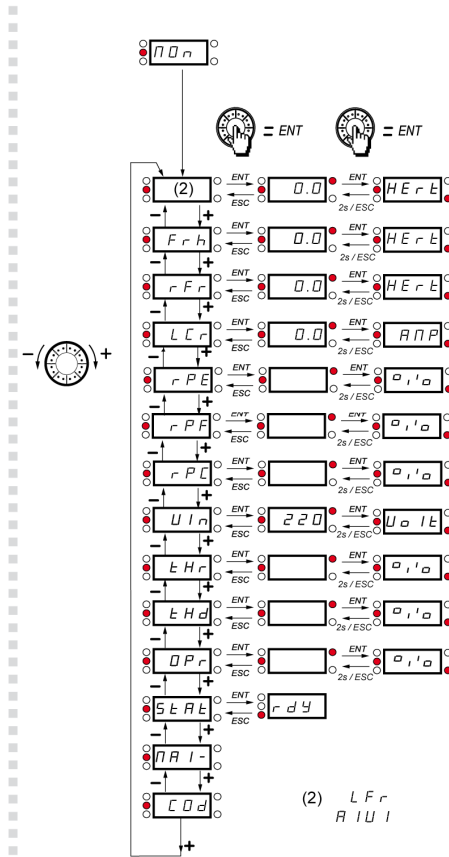 MOn
= ENT = ENT
(2) ENT ESC 0.0 ENT 2s / ESC HErt
- +
Frh ENT ESC 0.0 ENT 2s / ESC HErt
- +
rFr ENT ESC 0.0 ENT 2s / ESC HErt
- +
LCr ENT ESC 0.0 ENT 2s / ESC AMP
- + - +
rPE ENT ESC ENT 2s / ESC o/o
- +
rPF ENT ESC ENT 2s / ESC o/o
- +
rPC ENT ESC ENT 2s / ESC o/o
- +
UIn ENT ESC 220 ENT 2s / ESC Uolt
- +
tHr ENT ESC ENT 2s / ESC o/o
- +
tHd ENT ESC ENT 2s / ESC o/o
- +
OPr ENT ESC ENT 2s / ESC o/o
- +
StAt ENT ESC rdY
- +
MAI-
- +
COd
(2) LFr
AIUI
+